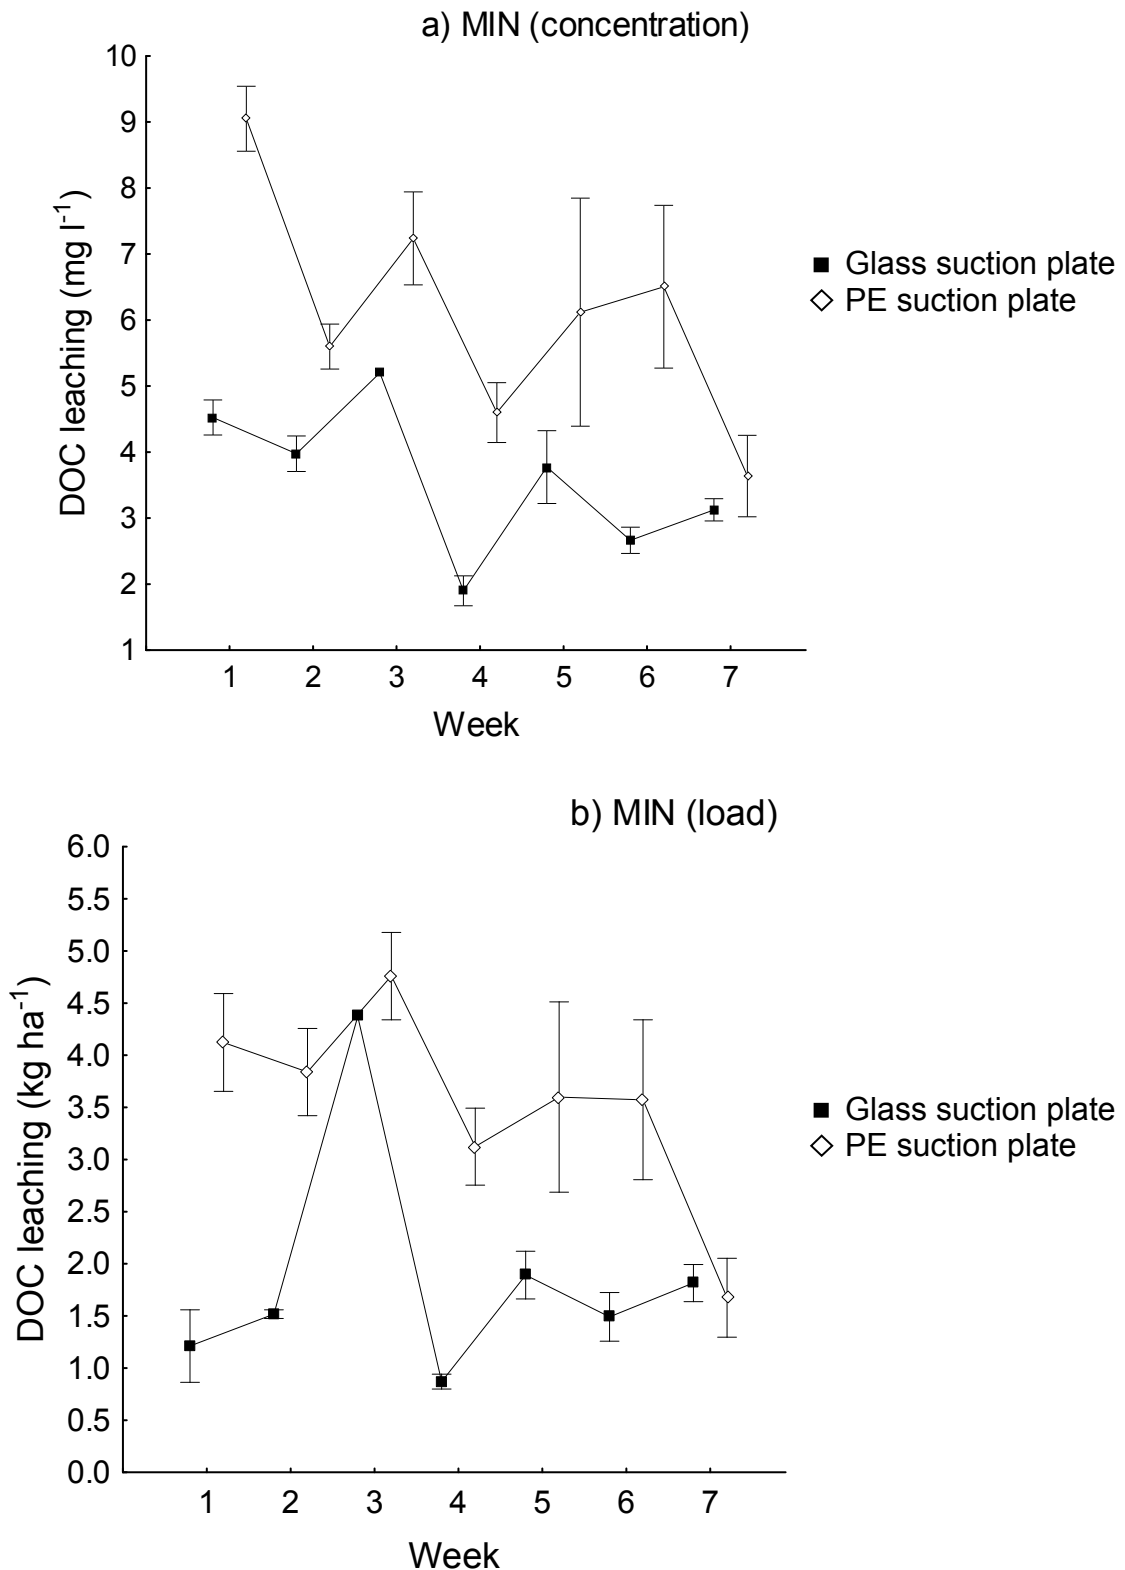 a) MIN (concentration)
10
9
8
7
6
5
4
3
2
1
DOC leaching (mg l⁻¹)
1 2 3 4 5 6 7
Week
Glass suction plate
PE suction plate
b) MIN (load)
6.0
5.5
5.0
4.5
4.0
3.5
3.0
2.5
2.0
1.5
1.0
0.5
0.0
DOC leaching (kg ha⁻¹)
1 2 3 4 5 6 7
Week
Glass suction plate
PE suction plate